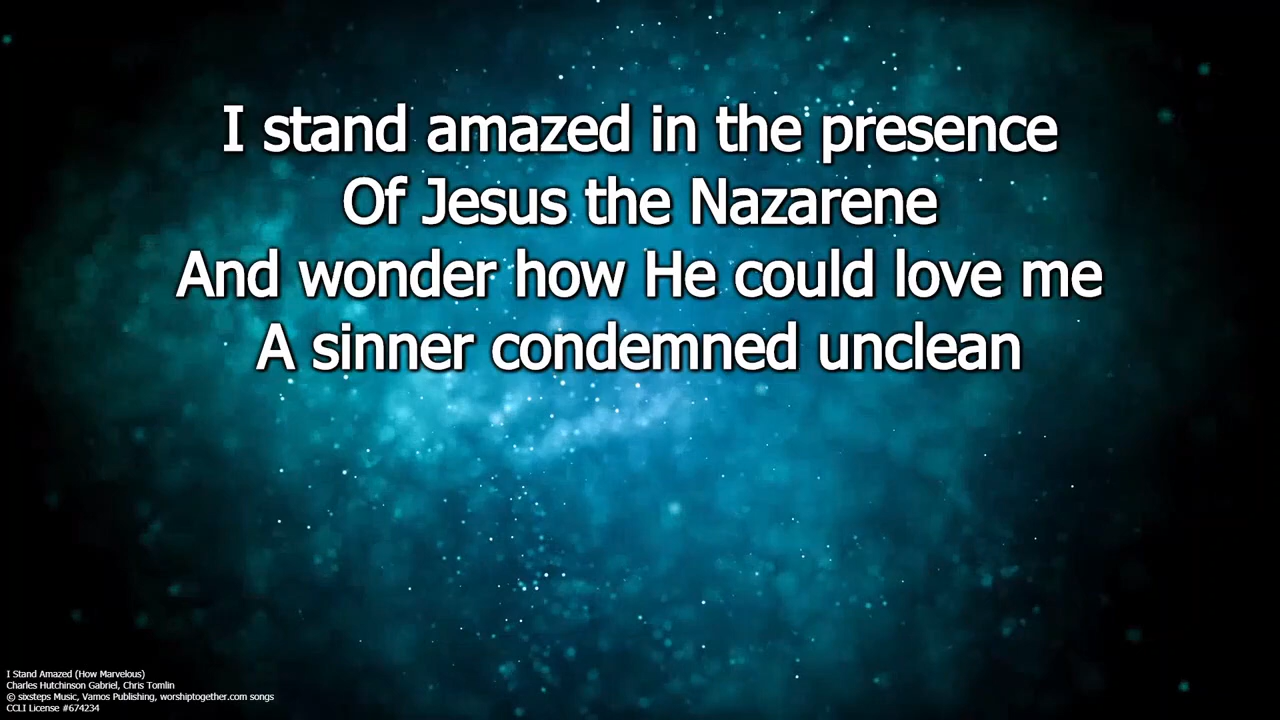 I stand amazed in the presence
Of Jesus the Nazarene
And wonder how He could love me
A sinner condemned unclean
I Stand Amazed (How Marvelous)
Charles Hutchinson Gabriel, Chris Tomlin
© sixsteps Music, Vamos Publishing, worshiptogether.com songs
CCLI License #674234